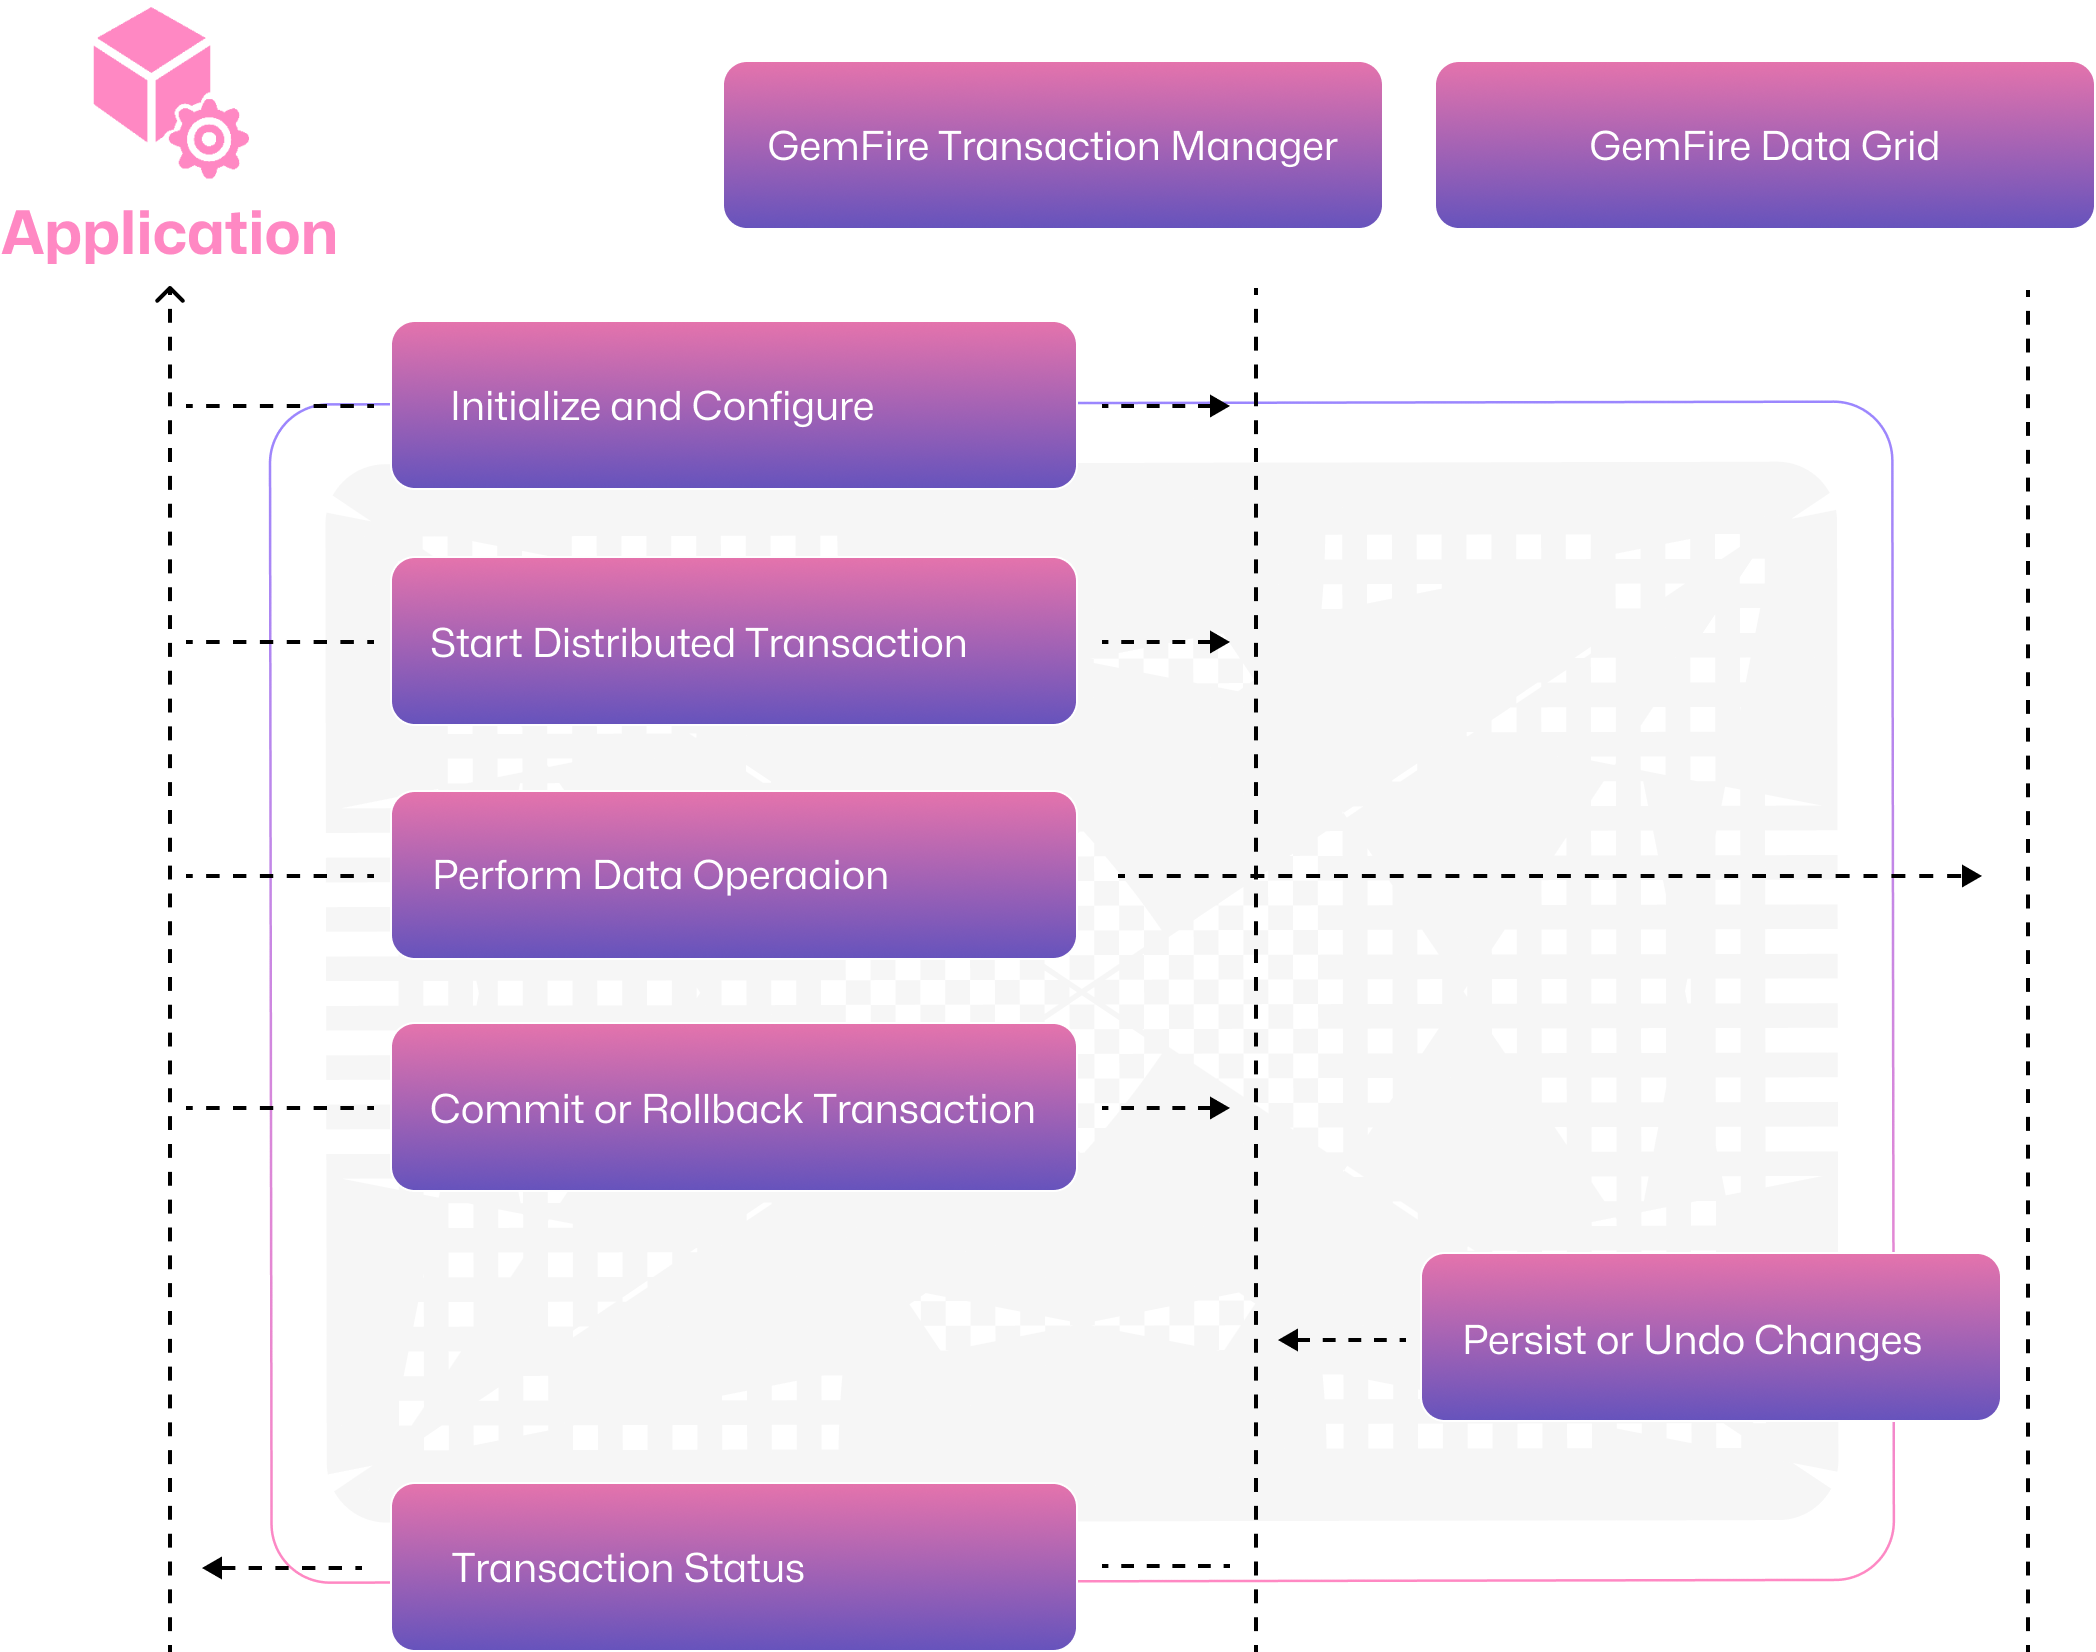 GemFire Transaction Manager
GemFire Data Grid
Application
Initialize and Configure
Start Distributed Transaction
Perform Data Operaaion
Commit or Rollback Transaction
Persist or Undo Changes
Transaction Status